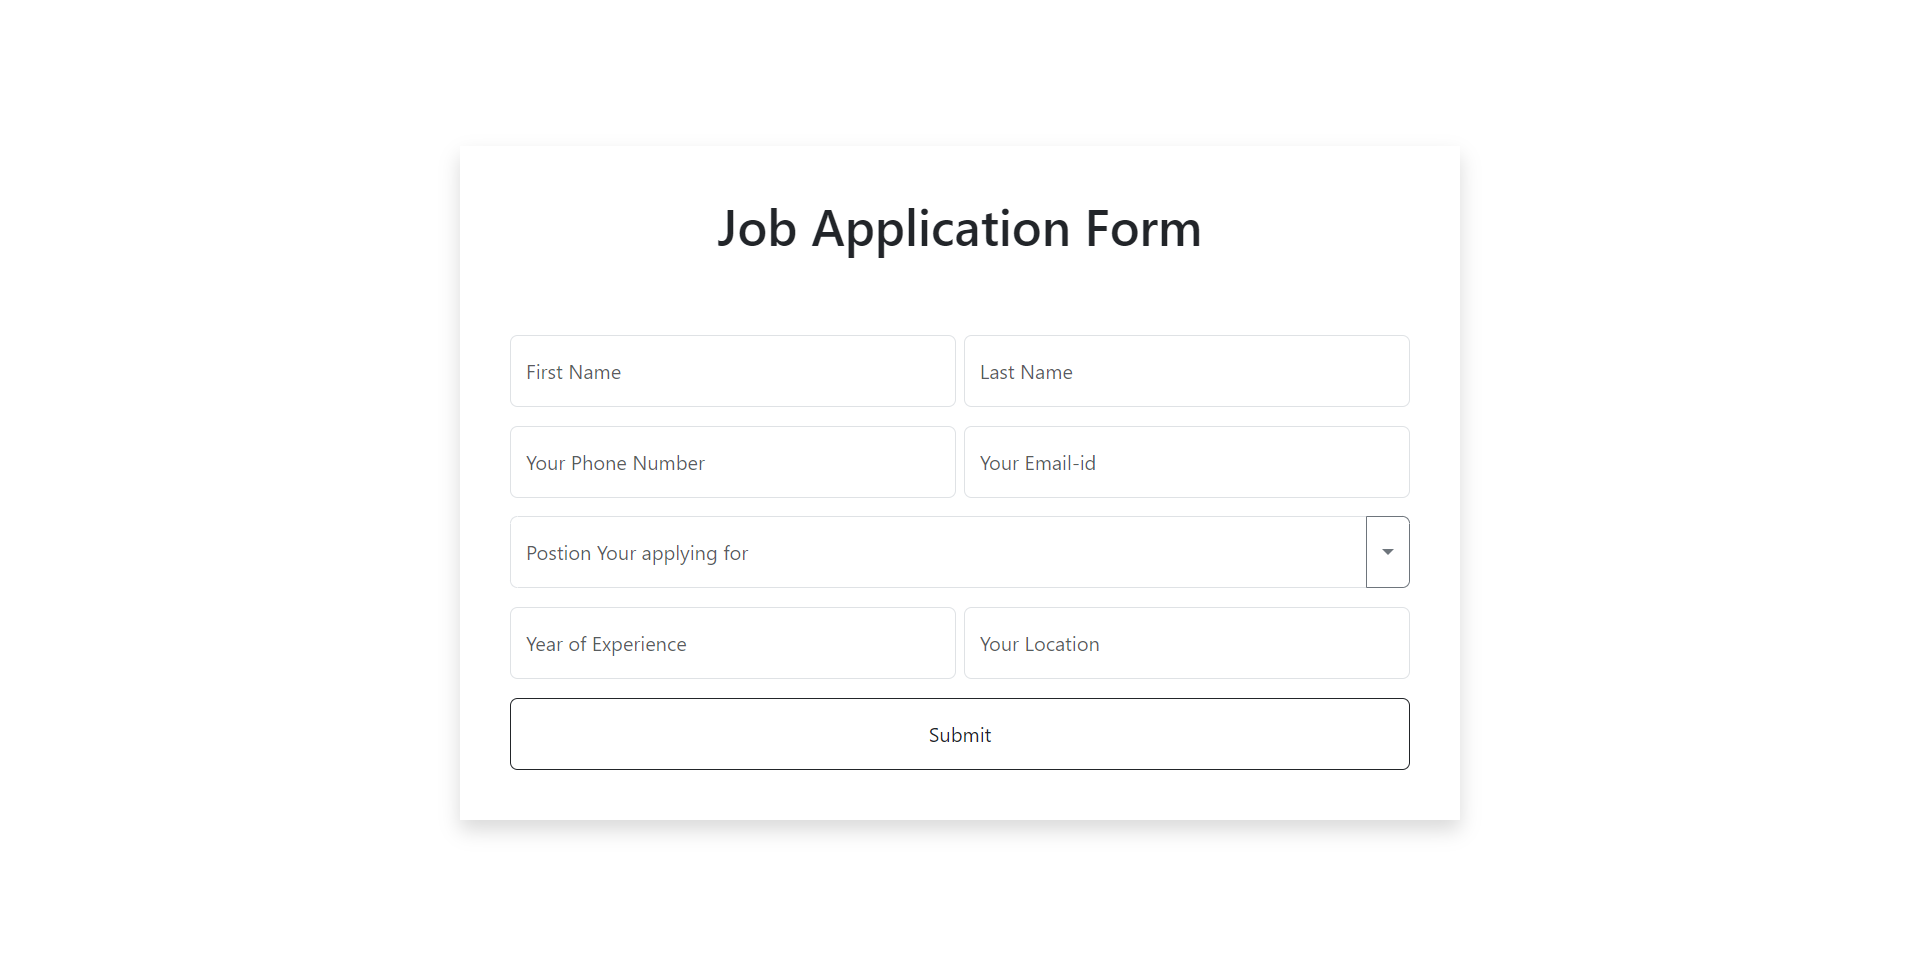 Job Application Form
First Name
Last Name
Your Phone Number
Your Email-id
Postion Your applying for
Year of Experience
Your Location
Submit